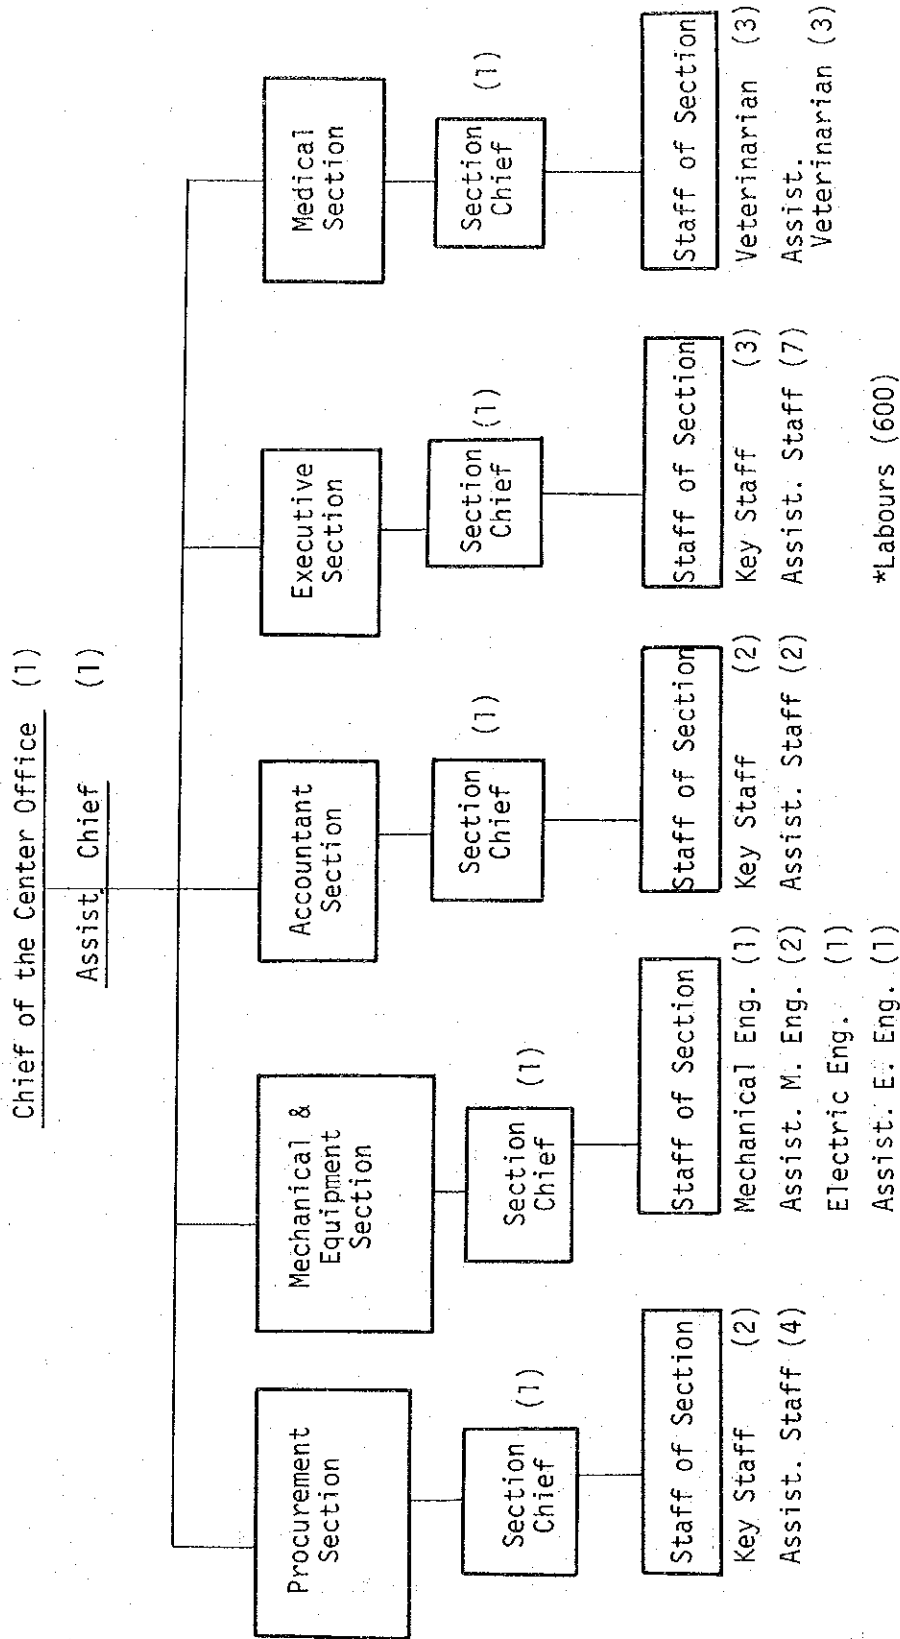 Chief of the Center Office (1)
Assist. Chief (1)
Procurement
Section
Section
Chief
(1)
Staff of Section
Key Staff (2)
Assist. Staff (4)
Mechanical &
Equipment
Section
Section
Chief
(1)
Staff of Section
Mechanical Eng. (1)
Assist. M. Eng. (2)
Electric Eng. (1)
Assist. E. Eng. (1)
Accountant
Section
Section
Chief
(1)
Staff of Section
Key Staff (2)
Assist. Staff (2)
Executive
Section
Section
Chief
(1)
Staff of Section
Key Staff (3)
Assist. Staff (7)
*Labours (600)
Medical
Section
Section
Chief
(1)
Staff of Section
Veterinarian (3)
Assist.
Veterinarian (3)